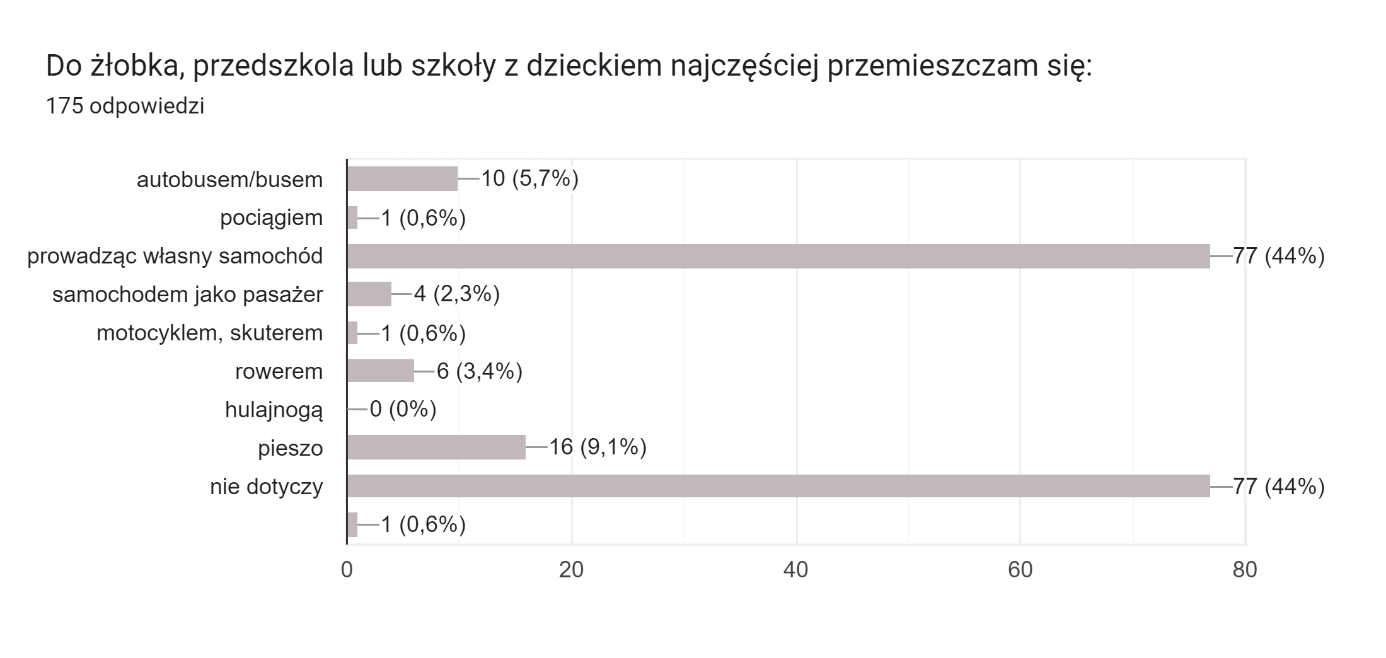 Do żłobka, przedszkola lub szkoły z dzieckiem najczęściej przemieszczam się:
175 odpowiedzi
autobusem/busem 10 (5,7%)
pociągiem 1 (0,6%)
prowadząc własny samochód 77 (44%)
samochodem jako pasażer 4 (2,3%)
motocyklem, skuterem 1 (0,6%)
rowerem 6 (3,4%)
hulajnogą 0 (0%)
pieszo 16 (9,1%)
nie dotyczy 77 (44%)
1 (0,6%)
0 20 40 60 80